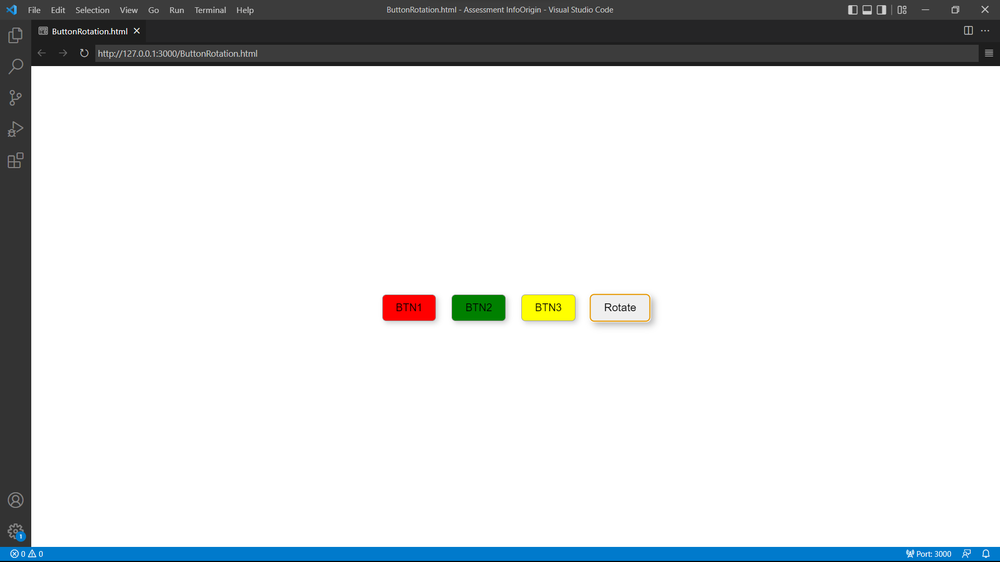 File Edit Selection View Go Run Terminal Help
ButtonRotation.html - Assessment InfoOrigin - Visual Studio Code
ButtonRotation.html
http://127.0.0.1:3000/ButtonRotation.html
BTN1 BTN2 BTN3 Rotate
1
0 0 Port: 3000